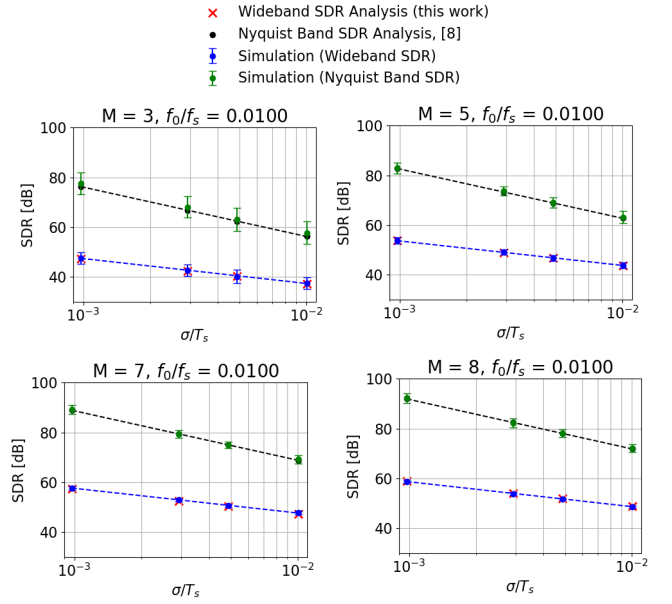 Wideband SDR Analysis (this work)
Nyquist Band SDR Analysis, [8]
Simulation (Wideband SDR)
Simulation (Nyquist Band SDR)
M = 3, f₀/fₛ = 0.0100
100
80
60
40
SDR [dB]
10⁻³
10⁻²
σ/Tₛ
M = 5, f₀/fₛ = 0.0100
100
80
60
40
SDR [dB]
10⁻³
10⁻²
σ/Tₛ
M = 7, f₀/fₛ = 0.0100
100
80
60
40
SDR [dB]
10⁻³
10⁻²
σ/Tₛ
M = 8, f₀/fₛ = 0.0100
100
80
60
40
SDR [dB]
10⁻³
10⁻²
σ/Tₛ